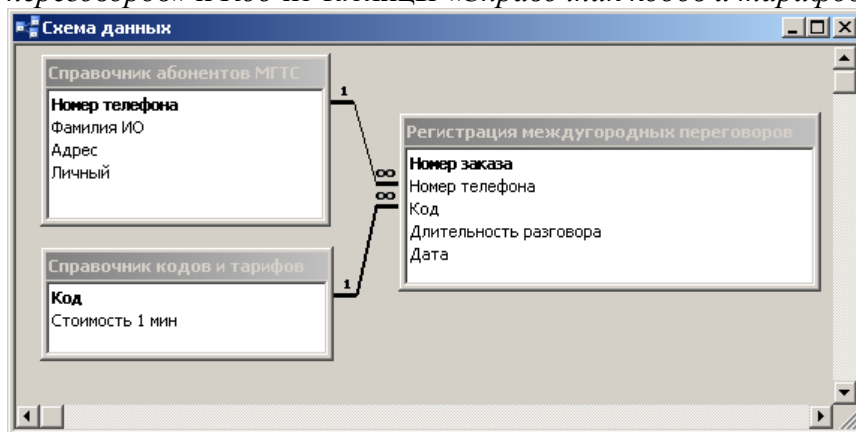 Схема данных
Справочник абонентов МГТС
Номер телефона
Фамилия ИО
Адрес
Личный
1
Регистрация междугородных переговоров
Номер заказа
Номер телефона
Код
Длительность разговора
Дата
∞
∞
Справочник кодов и тарифов
Код
Стоимость 1 мин
1